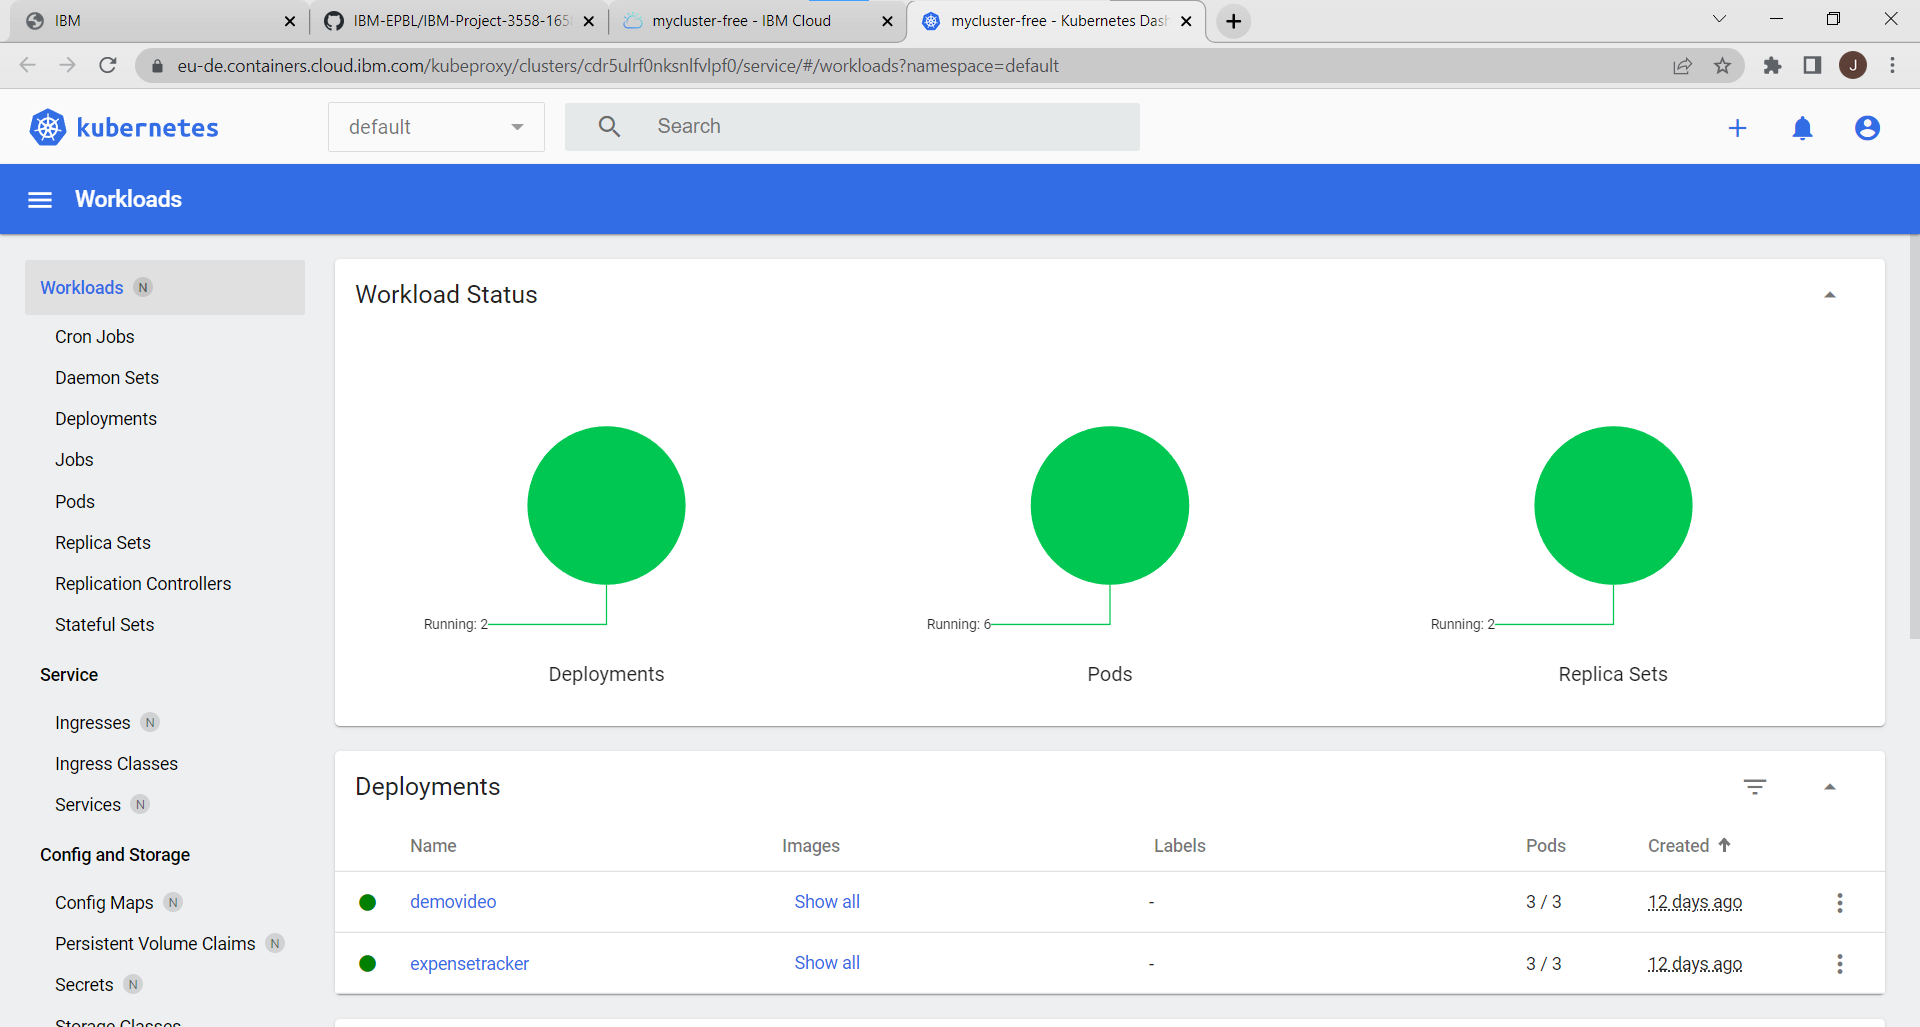 IBM
IBM-EPBL/IBM-Project-3558-165
mycluster-free - IBM Cloud
mycluster-free - Kubernetes Das
eu-de.containers.cloud.ibm.com/kubeproxy/clusters/cdr5ulrf0nksnlfvlpf0/service/#/workloads?namespace=default
J
kubernetes
default
Search
Workloads
Workloads N
Cron Jobs
Daemon Sets
Deployments
Jobs
Pods
Replica Sets
Replication Controllers
Stateful Sets
Service
Ingresses N
Ingress Classes
Services N
Config and Storage
Config Maps N
Persistent Volume Claims N
Secrets N
Storage Classes
Workload Status
Running: 2
Running: 6
Running: 2
Deployments
Pods
Replica Sets
Deployments
Name Images Labels Pods Created
demovideo Show all - 3 / 3 12 days ago
expensetracker Show all - 3 / 3 12 days ago